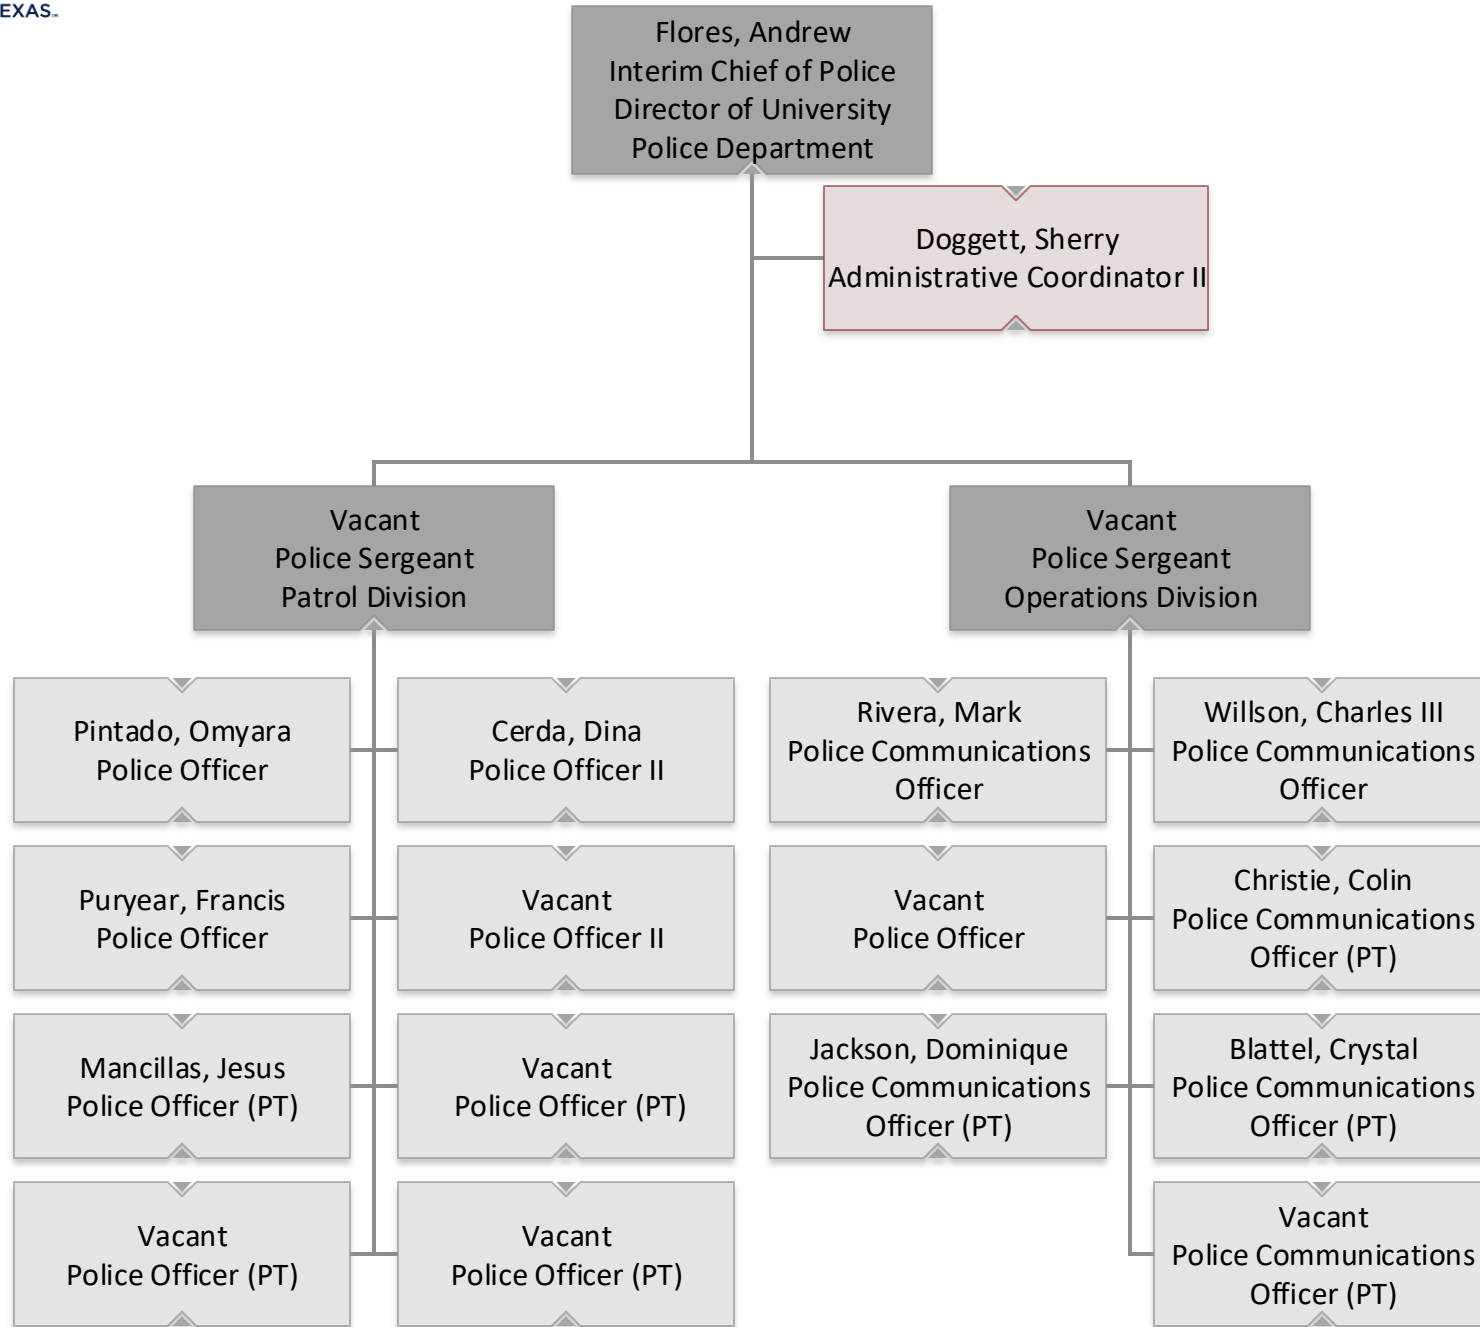 EXAS
Flores, Andrew
Interim Chief of Police
Director of University
Police Department
Doggett, Sherry
Administrative Coordinator II
Vacant
Police Sergeant
Patrol Division
Vacant
Police Sergeant
Operations Division
Pintado, Omyara
Police Officer
Cerda, Dina
Police Officer II
Rivera, Mark
Police Communications
Officer
Willson, Charles III
Police Communications
Officer
Puryear, Francis
Police Officer
Vacant
Police Officer II
Vacant
Police Officer
Christie, Colin
Police Communications
Officer (PT)
Mancillas, Jesus
Police Officer (PT)
Vacant
Police Officer (PT)
Jackson, Dominique
Police Communications
Officer (PT)
Blattel, Crystal
Police Communications
Officer (PT)
Vacant
Police Officer (PT)
Vacant
Police Officer (PT)
Vacant
Police Communications
Officer (PT)